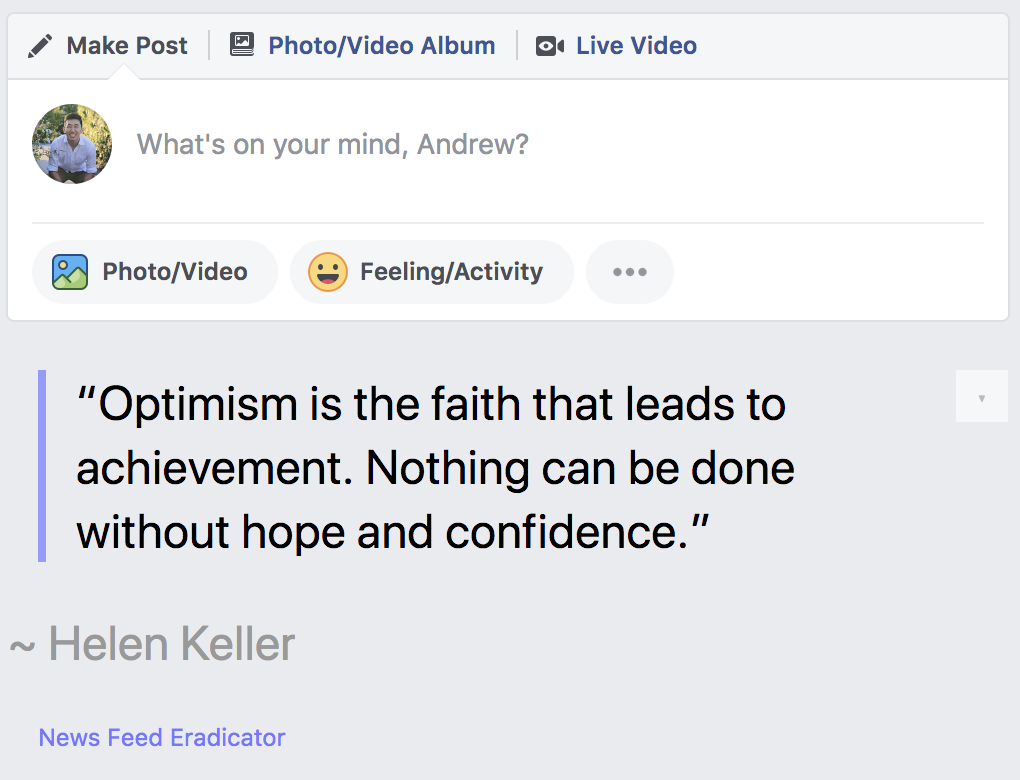 Make Post
Photo/Video Album
Live Video
What's on your mind, Andrew?
Photo/Video
Feeling/Activity
“Optimism is the faith that leads to
achievement. Nothing can be done
without hope and confidence.”
~ Helen Keller
News Feed Eradicator